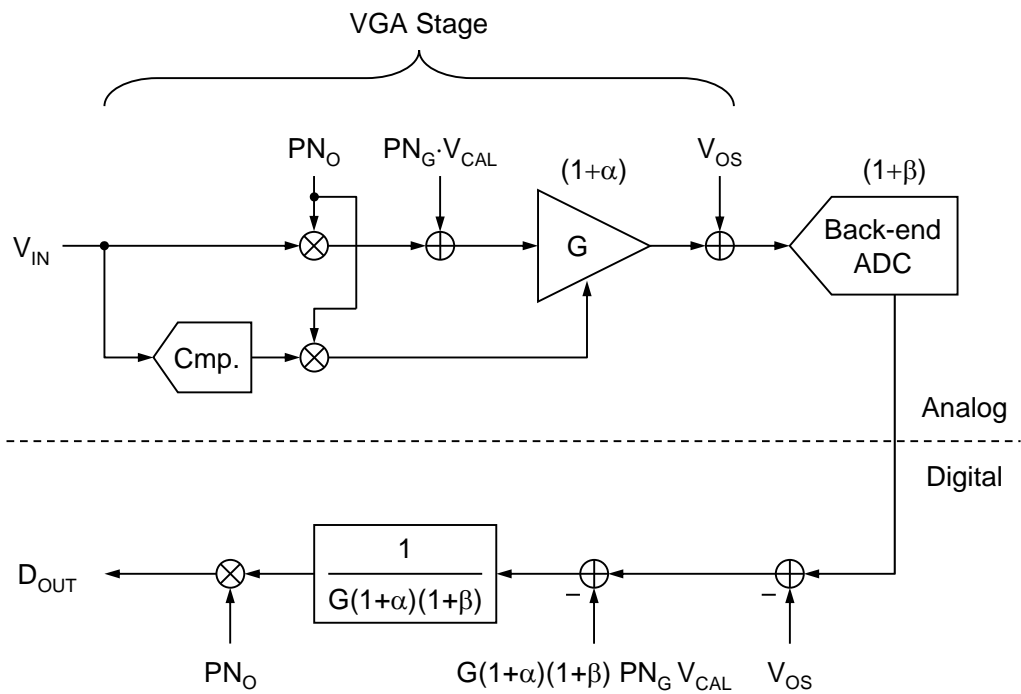 VGA Stage
PN_O
PN_G·V_CAL
V_OS
(1+α)
(1+β)
V_IN
G
Back-end
ADC
Cmp.
Analog
Digital
D_OUT
1
G(1+α)(1+β)
−
−
PN_O
G(1+α)(1+β) PN_G V_CAL
V_OS